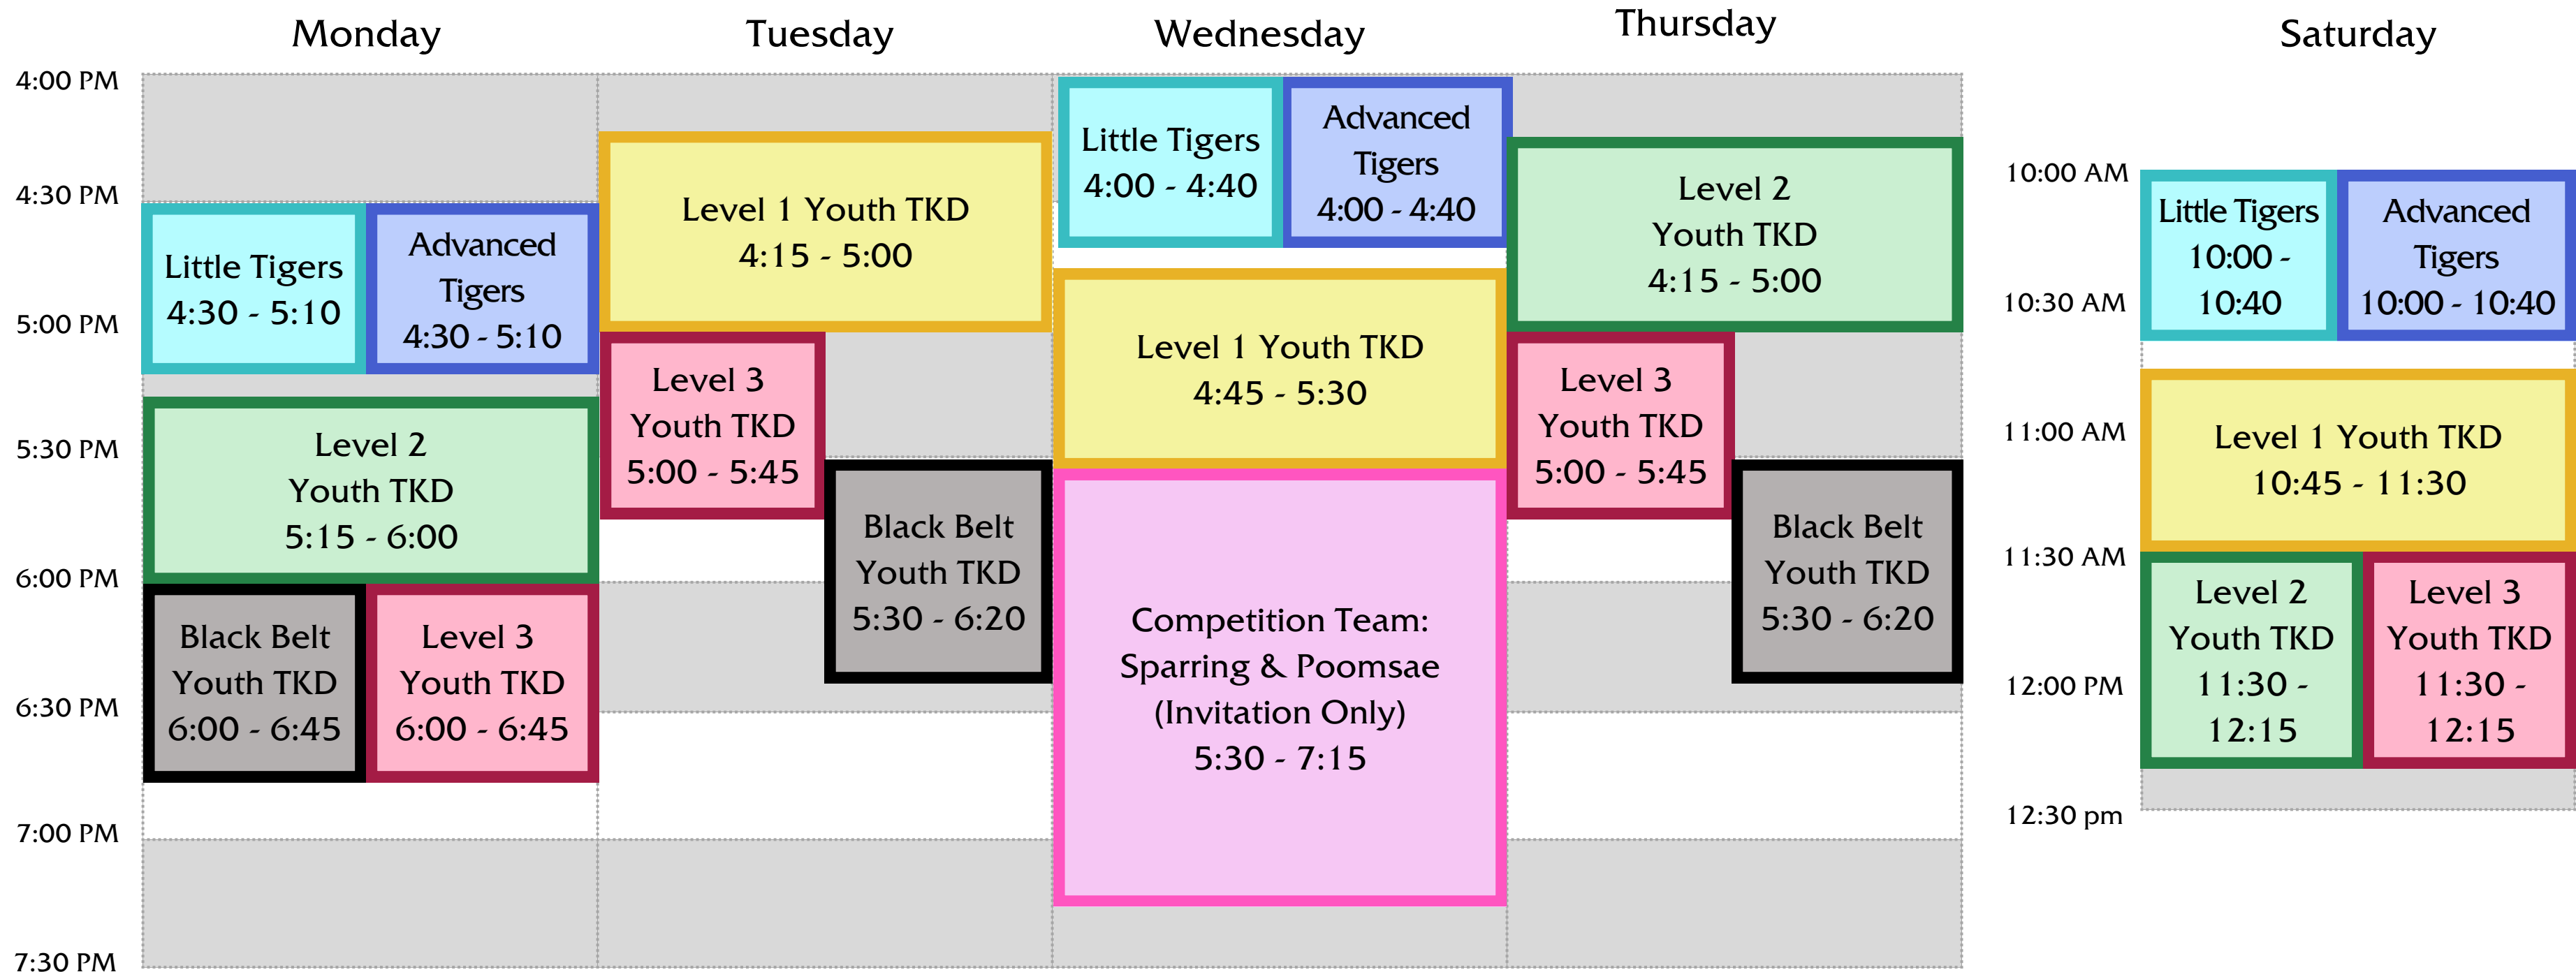 Monday
Tuesday
Wednesday
Thursday
Saturday
4:00 PM
4:30 PM
5:00 PM
5:30 PM
6:00 PM
6:30 PM
7:00 PM
7:30 PM
Little Tigers
4:30 - 5:10
Advanced
Tigers
4:30 - 5:10
Level 2
Youth TKD
5:15 - 6:00
Black Belt
Youth TKD
6:00 - 6:45
Level 3
Youth TKD
6:00 - 6:45
Level 1 Youth TKD
4:15 - 5:00
Level 3
Youth TKD
5:00 - 5:45
Black Belt
Youth TKD
5:30 - 6:20
Little Tigers
4:00 - 4:40
Advanced
Tigers
4:00 - 4:40
Level 1 Youth TKD
4:45 - 5:30
Competition Team:
Sparring & Poomsae
(Invitation Only)
5:30 - 7:15
Level 2
Youth TKD
4:15 - 5:00
Level 3
Youth TKD
5:00 - 5:45
Black Belt
Youth TKD
5:30 - 6:20
10:00 AM
10:30 AM
11:00 AM
11:30 AM
12:00 PM
12:30 pm
Little Tigers
10:00 -
10:40
Advanced
Tigers
10:00 - 10:40
Level 1 Youth TKD
10:45 - 11:30
Level 2
Youth TKD
11:30 -
12:15
Level 3
Youth TKD
11:30 -
12:15